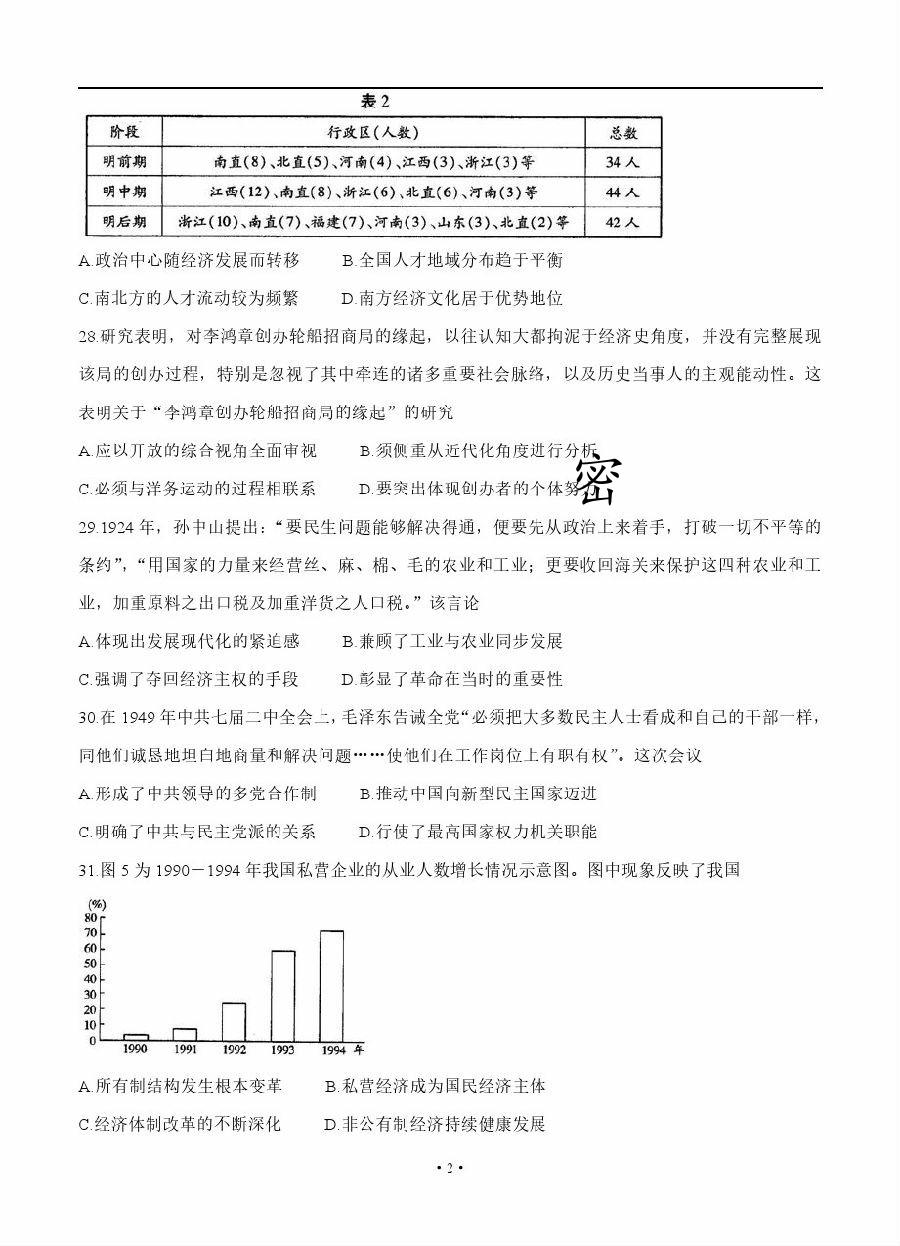 表2
阶段 行政区(人数) 总数
明前期 南直(8)、北直(5)、河南(4)、江西(3)、浙江(3)等 34人
明中期 江西(12)、南直(8)、浙江(6)、北直(6)、河南(3)等 44人
明后期 浙江(10)、南直(7)、福建(7)、河南(3)、山东(3)、北直(2)等 42人
A.政治中心随经济发展而转移 B.全国人才地域分布趋于平衡
C.南北方的人才流动较为频繁 D.南方经济文化居于优势地位
28.研究表明，对李鸿章创办轮船招商局的缘起，以往认知大都拘泥于经济史角度，并没有完整展现
该局的创办过程，特别是忽视了其中牵连的诸多重要社会脉络，以及历史当事人的主观能动性。这
表明关于“李鸿章创办轮船招商局的缘起”的研究
A.应以开放的综合视角全面审视 B.须侧重从近代化角度进行分析
C.必须与洋务运动的过程相联系 D.要突出体现创办者的个体努力
密
29.1924年，孙中山提出：“要民生问题能够解决得通，便要先从政治上来着手，打破一切不平等的
条约”，“用国家的力量来经营丝、麻、棉、毛的农业和工业；更要收回海关来保护这四种农业和工
业，加重原料之出口税及加重洋货之人口税。”该言论
A.体现出发展现代化的紧迫感 B.兼顾了工业与农业同步发展
C.强调了夺回经济主权的手段 D.彰显了革命在当时的重要性
30.在1949年中共七届二中全会上，毛泽东告诫全党“必须把大多数民主人士看成和自己的干部一样，
同他们诚恳地坦白地商量和解决问题……使他们在工作岗位上有职有权”。这次会议
A.形成了中共领导的多党合作制 B.推动中国向新型民主国家迈进
C.明确了中共与民主党派的关系 D.行使了最高国家权力机关职能
31.图5为1990－1994年我国私营企业的从业人数增长情况示意图。图中现象反映了我国
(%)
80
70
60
50
40
30
20
10
0
1990 1991 1992 1993 1994 年
A.所有制结构发生根本变革 B.私营经济成为国民经济主体
C.经济体制改革的不断深化 D.非公有制经济持续健康发展
·2·